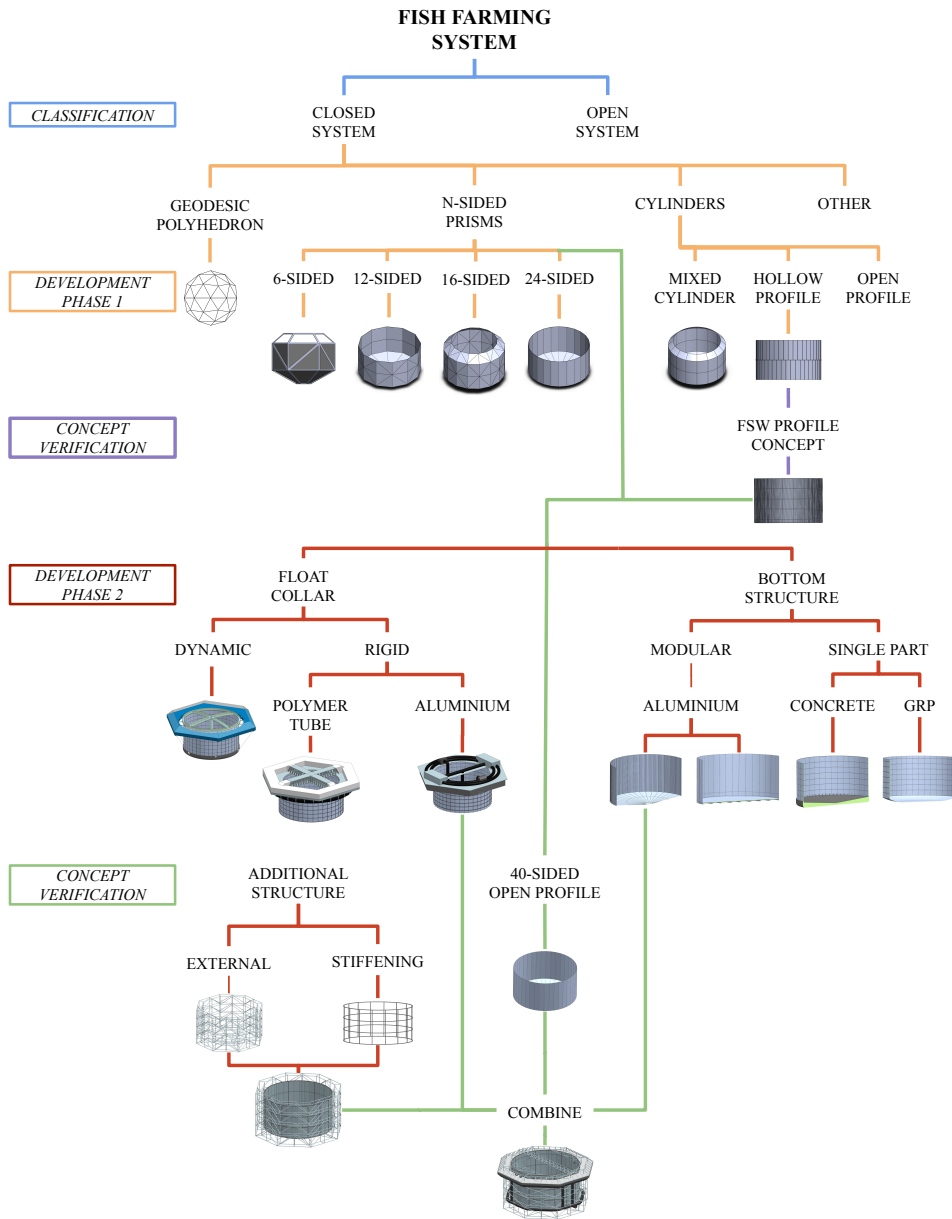 FISH FARMING
SYSTEM
CLASSIFICATION
CLOSED
SYSTEM
OPEN
SYSTEM
GEODESIC
POLYHEDRON
N-SIDED
PRISMS
CYLINDERS
OTHER
DEVELOPMENT
PHASE 1
6-SIDED
12-SIDED
16-SIDED
24-SIDED
MIXED
CYLINDER
HOLLOW
PROFILE
OPEN
PROFILE
CONCEPT
VERIFICATION
FSW PROFILE
CONCEPT
DEVELOPMENT
PHASE 2
FLOAT
COLLAR
BOTTOM
STRUCTURE
DYNAMIC
RIGID
MODULAR
SINGLE PART
POLYMER
TUBE
ALUMINIUM
ALUMINIUM
CONCRETE
GRP
CONCEPT
VERIFICATION
ADDITIONAL
STRUCTURE
40-SIDED
OPEN PROFILE
EXTERNAL
STIFFENING
COMBINE